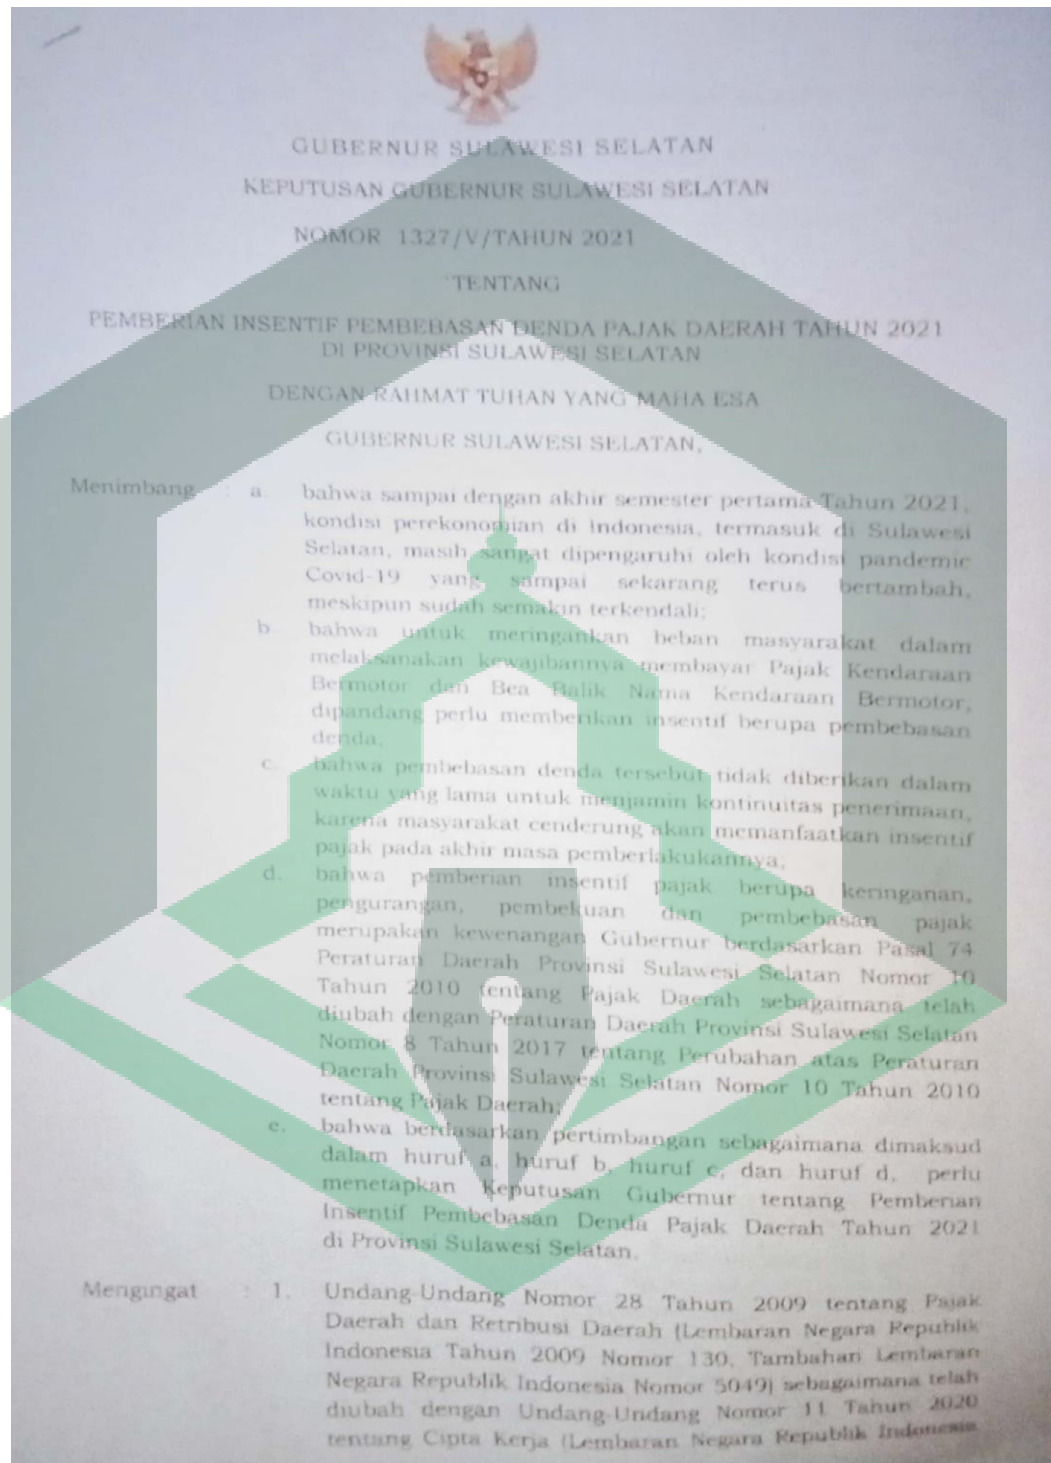 GUBERNUR SULAWESI SELATAN
KEPUTUSAN GUBERNUR SULAWESI SELATAN
NOMOR 1327/V/TAHUN 2021
TENTANG
PEMBERIAN INSENTIF PEMBEBASAN DENDA PAJAK DAERAH TAHUN 2021
DI PROVINSI SULAWESI SELATAN
DENGAN RAHMAT TUHAN YANG MAHA ESA
GUBERNUR SULAWESI SELATAN,
Menimbang : a. bahwa sampai dengan akhir semester pertama Tahun 2021,
kondisi perekonomian di Indonesia, termasuk di Sulawesi
Selatan, masih sangat dipengaruhi oleh kondisi pandemic
Covid-19 yang sampai sekarang terus bertambah,
meskipun sudah semakin terkendali;
b. bahwa untuk meringankan beban masyarakat dalam
melaksanakan kewajibannya membayar Pajak Kendaraan
Bermotor dan Bea Balik Nama Kendaraan Bermotor,
dipandang perlu memberikan insentif berupa pembebasan
denda;
c. bahwa pembebasan denda tersebut tidak diberikan dalam
waktu yang lama untuk menjamin kontinuitas penerimaan,
karena masyarakat cenderung akan memanfaatkan insentif
pajak pada akhir masa pemberlakukannya;
d. bahwa pemberian insentif pajak berupa keringanan,
pengurangan, pembekuan dan pembebasan pajak
merupakan kewenangan Gubernur berdasarkan Pasal 74
Peraturan Daerah Provinsi Sulawesi Selatan Nomor 10
Tahun 2010 tentang Pajak Daerah sebagaimana telah
diubah dengan Peraturan Daerah Provinsi Sulawesi Selatan
Nomor 8 Tahun 2017 tentang Perubahan atas Peraturan
Daerah Provinsi Sulawesi Selatan Nomor 10 Tahun 2010
tentang Pajak Daerah;
e. bahwa berdasarkan pertimbangan sebagaimana dimaksud
dalam huruf a, huruf b, huruf c, dan huruf d, perlu
menetapkan Keputusan Gubernur tentang Pemberian
Insentif Pembebasan Denda Pajak Daerah Tahun 2021
di Provinsi Sulawesi Selatan.
Mengingat : 1. Undang-Undang Nomor 28 Tahun 2009 tentang Pajak
Daerah dan Retribusi Daerah (Lembaran Negara Republik
Indonesia Tahun 2009 Nomor 130, Tambahan Lembaran
Negara Republik Indonesia Nomor 5049) sebagaimana telah
diubah dengan Undang-Undang Nomor 11 Tahun 2020
tentang Cipta Kerja (Lembaran Negara Republik Indonesia